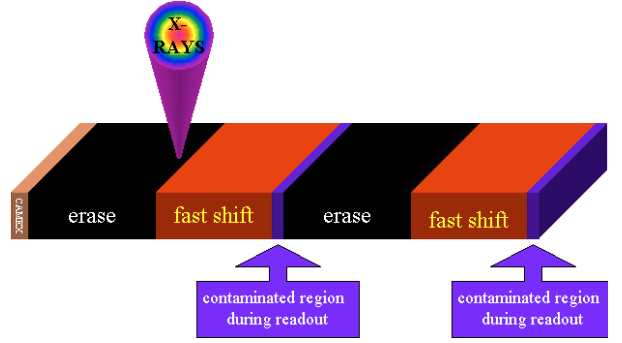 X-
RAYS
CAMEX
erase
fast shift
erase
fast shift
contaminated region
during readout
contaminated region
during readout